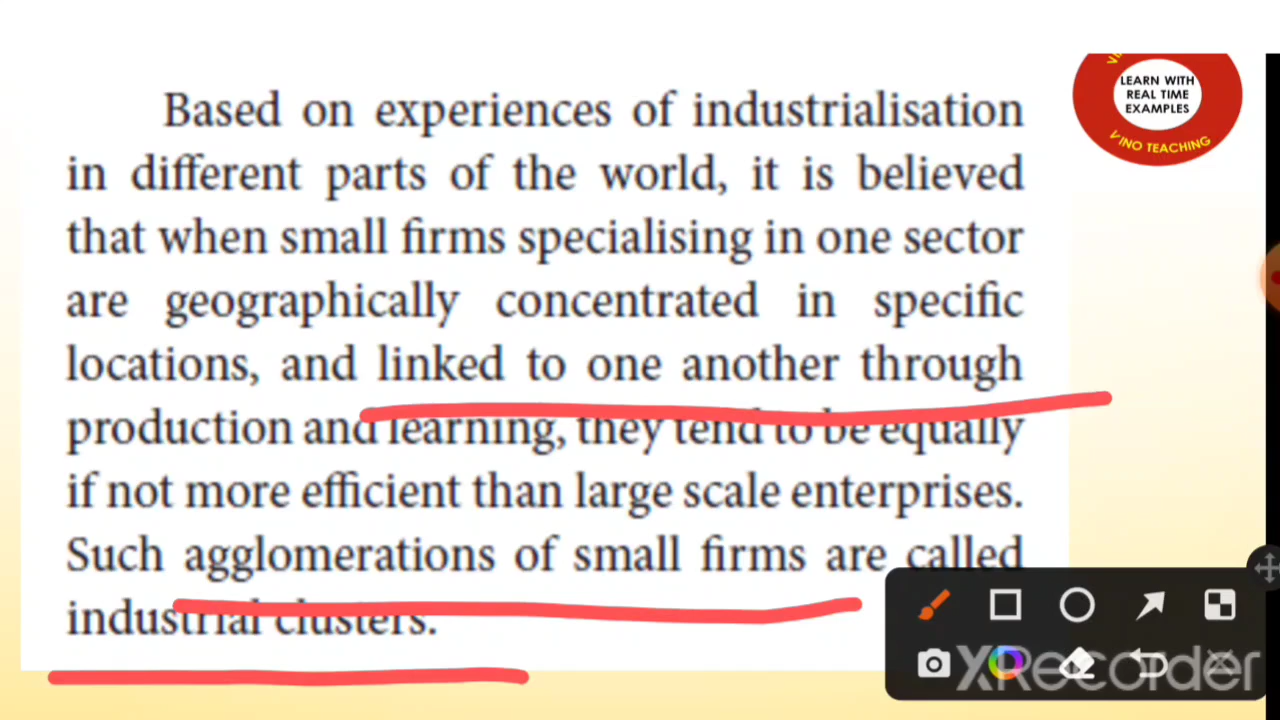 Based on experiences of industrialisation
in different parts of the world, it is believed
that when small firms specialising in one sector
are geographically concentrated in specific
locations, and linked to one another through
production and learning, they tend to be equally
if not more efficient than large scale enterprises.
Such agglomerations of small firms are called
industrial clusters.
LEARN WITH
REAL TIME
EXAMPLES
VINO TEACHING
XRecorder